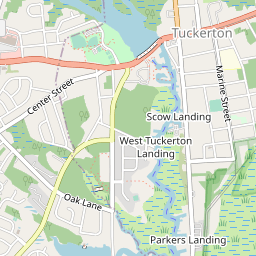 Tuckerton
Center Street
Marine Street
Scow Landing
West Tuckerton
Landing
Oak Lane
Parkers Landing